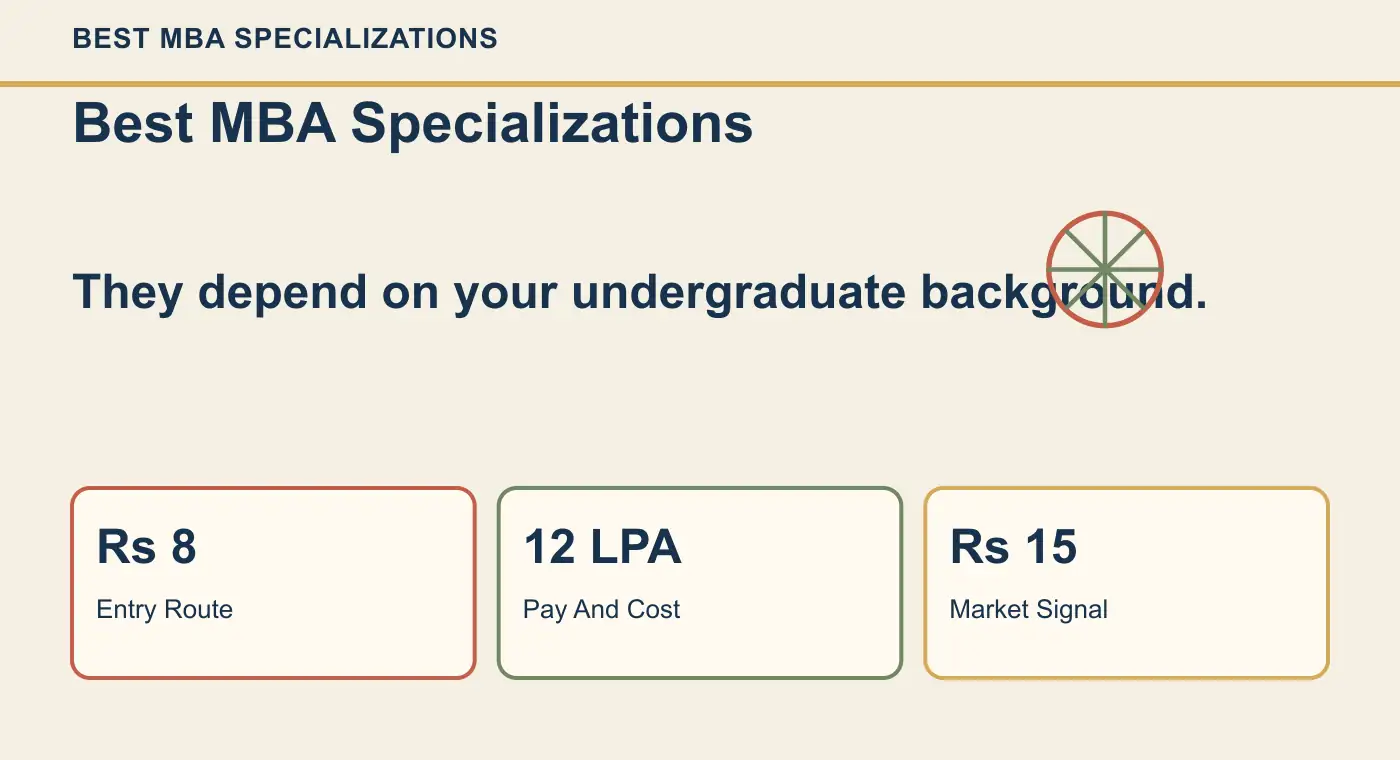 BEST MBA SPECIALIZATIONS
Best MBA Specializations
They depend on your undergraduate background.
Rs 8
Entry Route
12 LPA
Pay And Cost
Rs 15
Market Signal